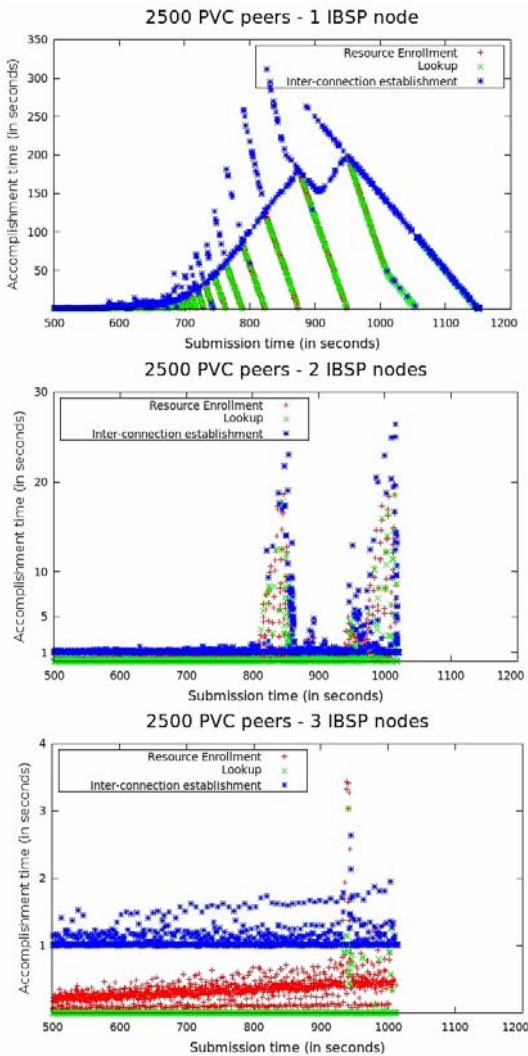 2500 PVC peers - 1 IBSP node
350
300
250
200
150
100
50
Accomplishment time (in seconds)
Resource Enrollment
Lookup
Inter-connection establishment
500 600 700 800 900 1000 1100 1200
Submission time (in seconds)
2500 PVC peers - 2 IBSP nodes
30
20
10
5
1
Accomplishment time (in seconds)
Resource Enrollment
Lookup
Inter-connection establishment
500 600 700 800 900 1000 1100 1200
Submission time (in seconds)
2500 PVC peers - 3 IBSP nodes
4
3
2
1
Accomplishment time (in seconds)
Resource Enrollment
Lookup
Inter-connection establishment
500 600 700 800 900 1000 1100 1200
Submission time (in seconds)